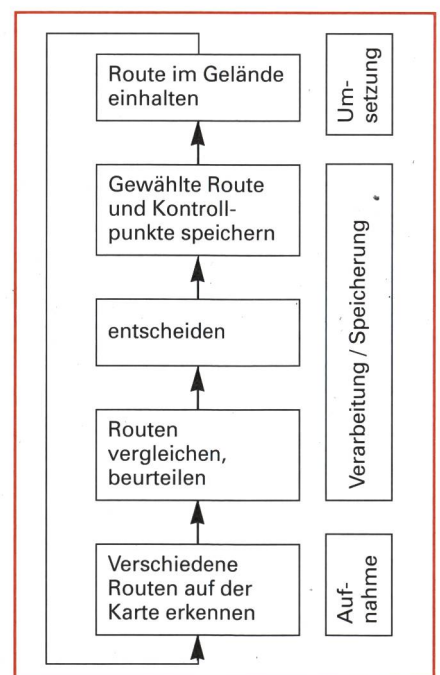 Route im Gelände
einhalten
Um-
setzung
Gewählte Route
und Kontroll-
punkte speichern
entscheiden
Routen
vergleichen,
beurteilen
Verarbeitung / Speicherung
Verschiedene
Routen auf der
Karte erkennen
Auf-
nahme